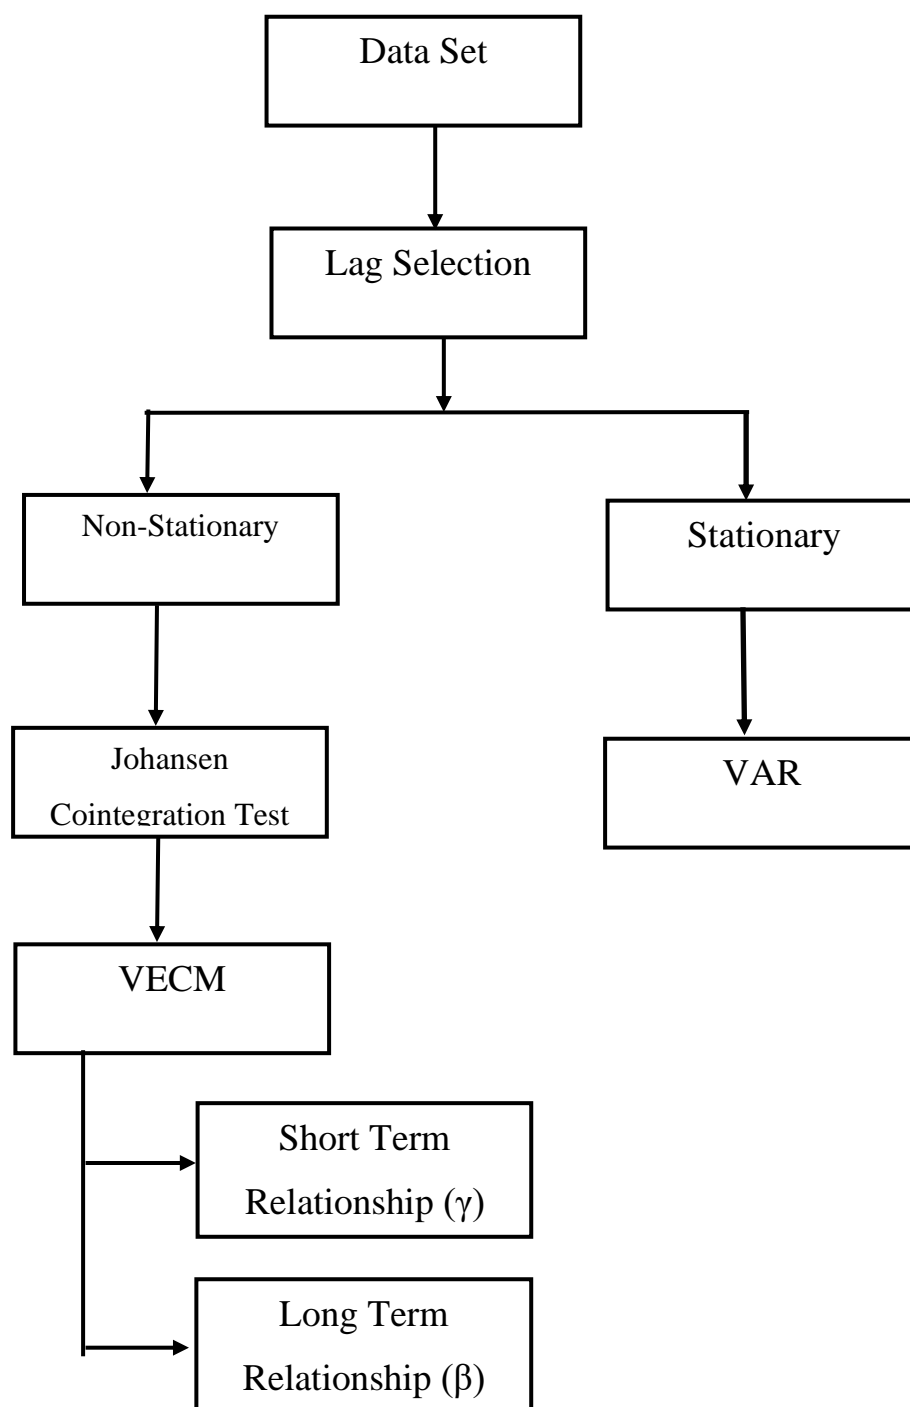 Data Set
Lag Selection
Non-Stationary
Stationary
Johansen
Cointegration Test
VAR
VECM
Short Term
Relationship (γ)
Long Term
Relationship (β)